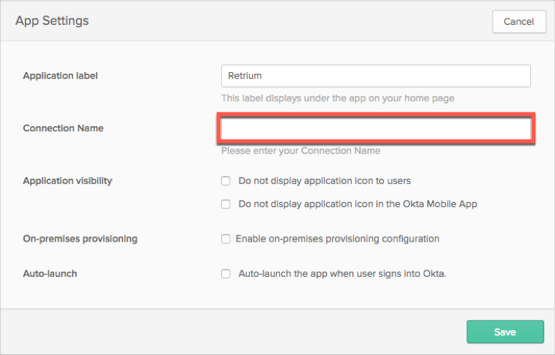 App Settings
Cancel
Application label
Retrium
This label displays under the app on your home page
Connection Name
Please enter your Connection Name
Application visibility
Do not display application icon to users
Do not display application icon in the Okta Mobile App
On-premises provisioning
Enable on-premises provisioning configuration
Auto-launch
Auto-launch the app when user signs into Okta.
Save